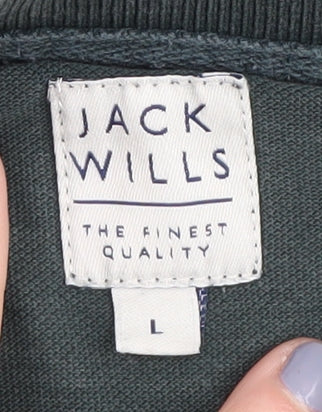 JACK
WILLS
THE FINEST
QUALITY
L